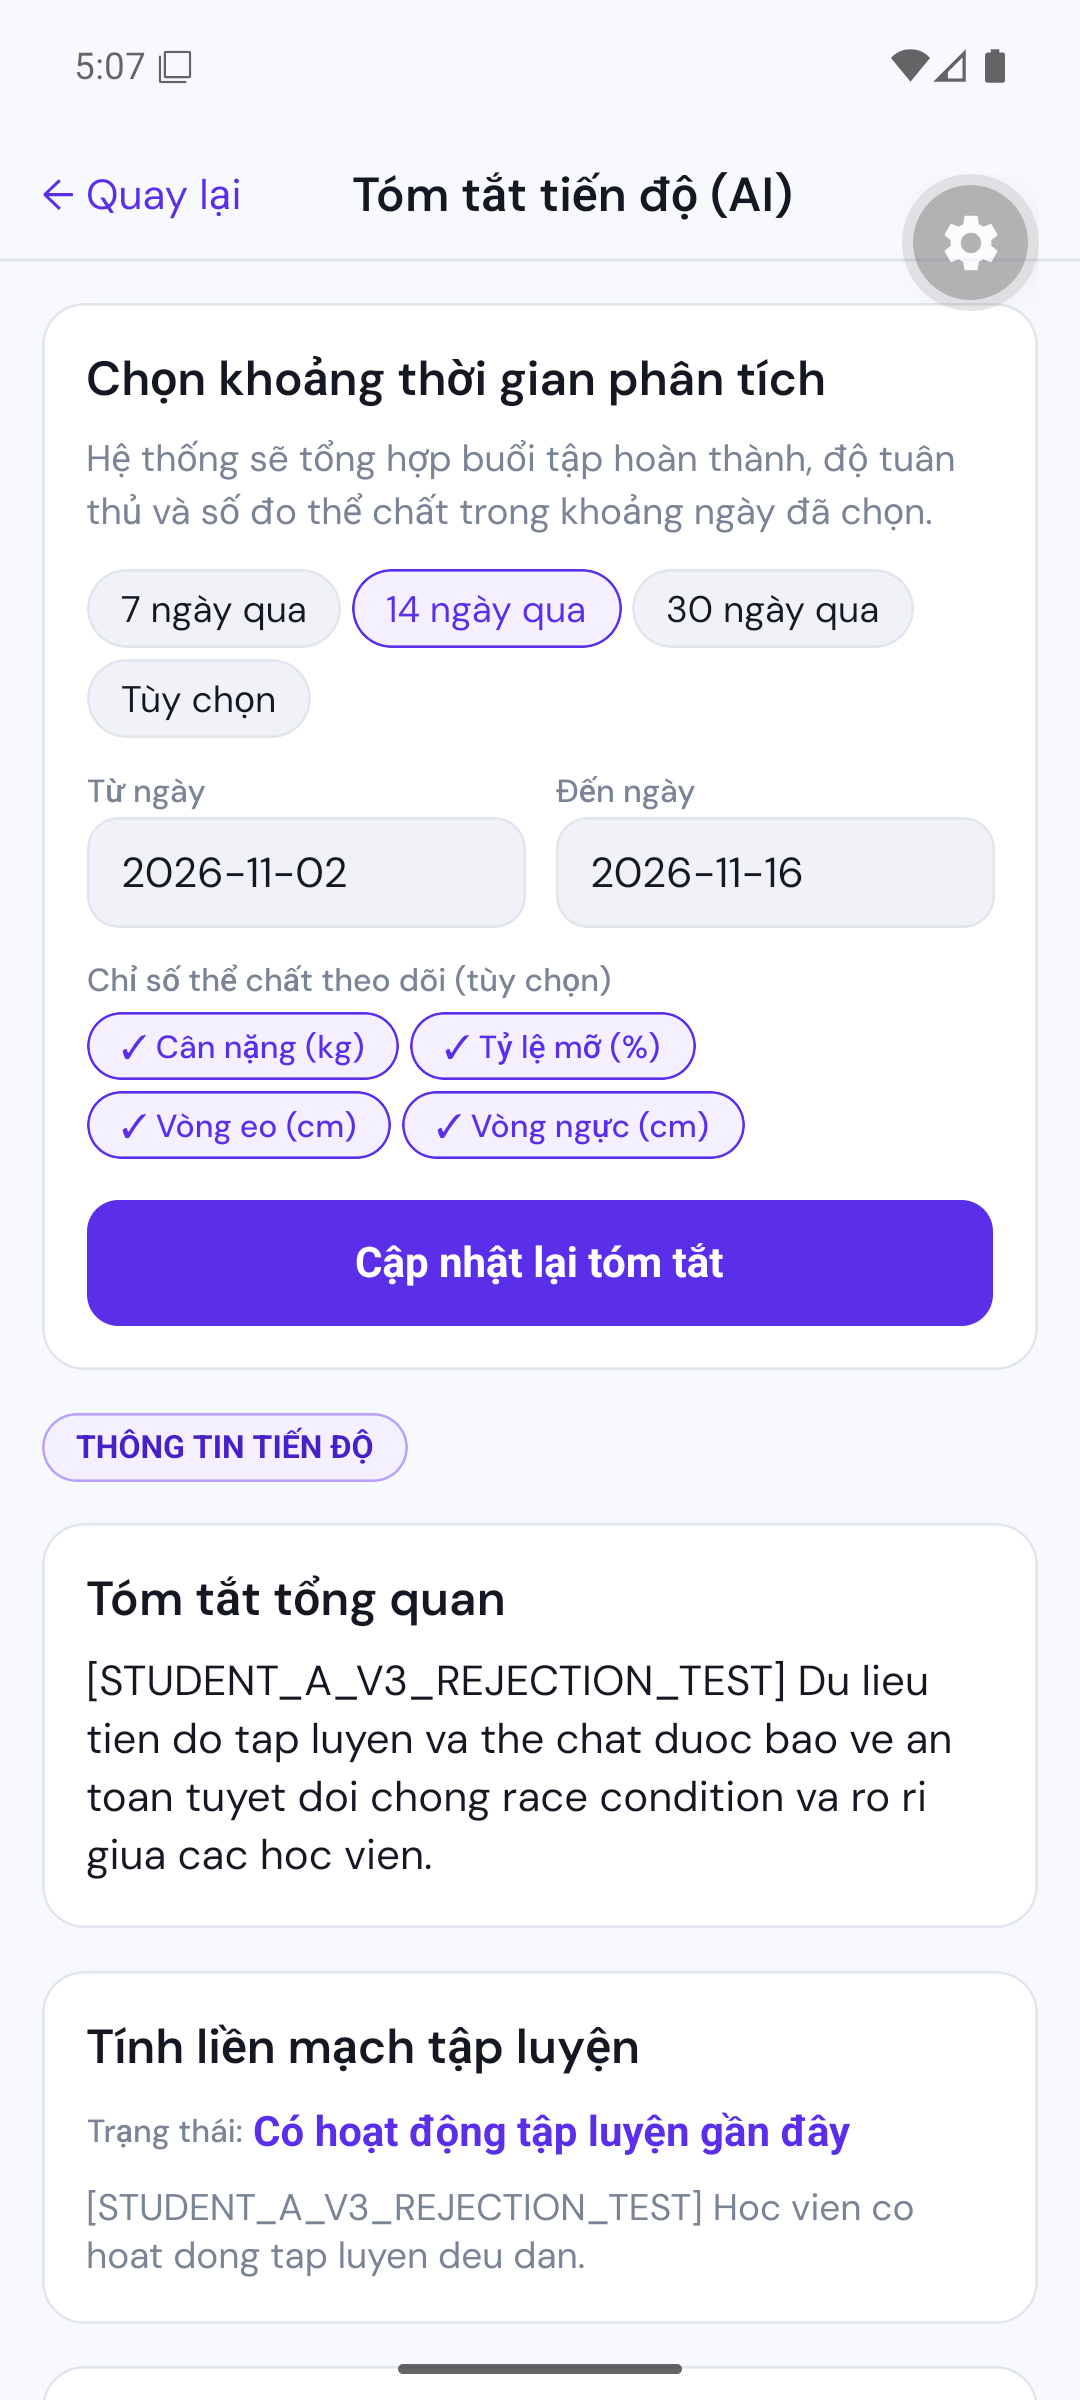 5:07
← Quay lại
Tóm tắt tiến độ (AI)
Chọn khoảng thời gian phân tích
Hệ thống sẽ tổng hợp buổi tập hoàn thành, độ tuân
thủ và số đo thể chất trong khoảng ngày đã chọn.
7 ngày qua
14 ngày qua
30 ngày qua
Tùy chọn
Từ ngày
Đến ngày
2026-11-02
2026-11-16
Chỉ số thể chất theo dõi (tùy chọn)
✓ Cân nặng (kg)
✓ Tỷ lệ mỡ (%)
✓ Vòng eo (cm)
✓ Vòng ngực (cm)
Cập nhật lại tóm tắt
THÔNG TIN TIẾN ĐỘ
Tóm tắt tổng quan
[STUDENT_A_V3_REJECTION_TEST] Du lieu
tien do tap luyen va the chat duoc bao ve an
toan tuyet doi chong race condition va ro ri
giua cac hoc vien.
Tính liền mạch tập luyện
Trạng thái: Có hoạt động tập luyện gần đây
[STUDENT_A_V3_REJECTION_TEST] Hoc vien co
hoat dong tap luyen deu dan.